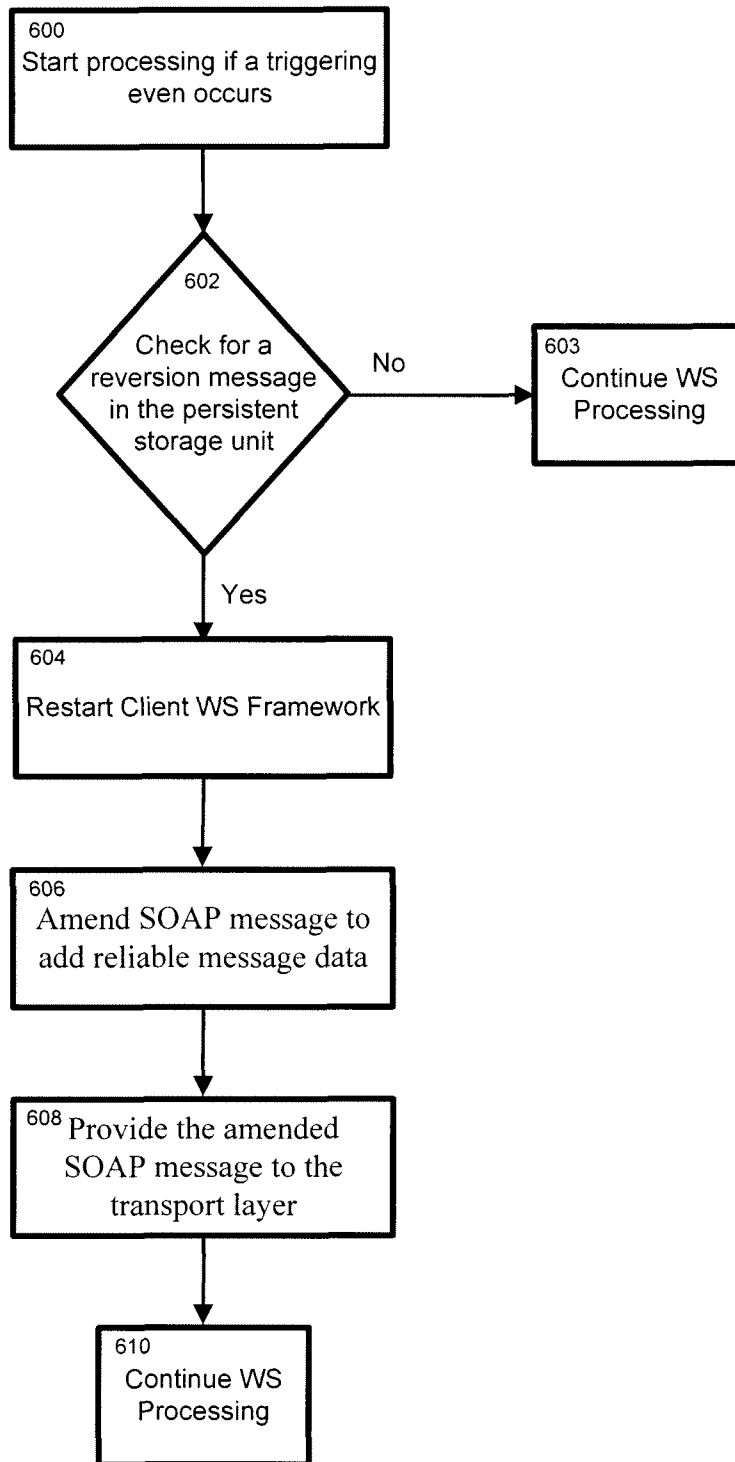 600
Start processing if a triggering
even occurs
602
Check for a
reversion message
in the persistent
storage unit
No
603
Continue WS
Processing
Yes
604
Restart Client WS Framework
606
Amend SOAP message to
add reliable message data
608 Provide the amended
SOAP message to the
transport layer
610
Continue WS
Processing